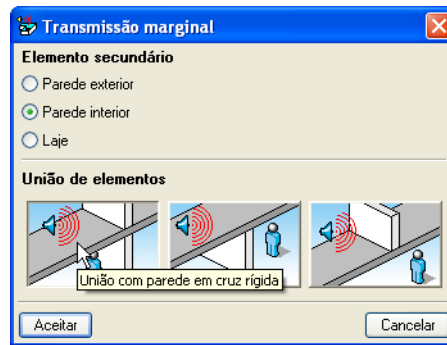 Transmissão marginal
Elemento secundário
Parede exterior
Parede interior
Laje
União de elementos
União com parede em cruz rígida
Aceitar
Cancelar